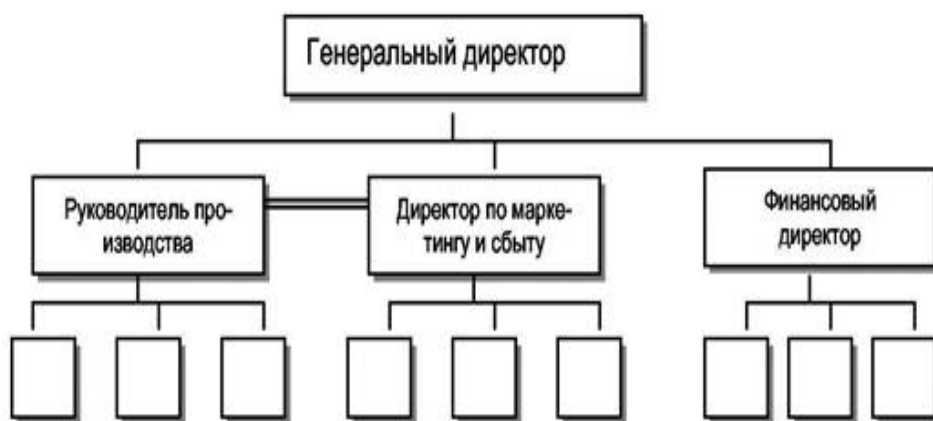 Генеральный директор
Руководитель про-
изводства
Директор по марке-
тингу и сбыту
Финансовый
директор